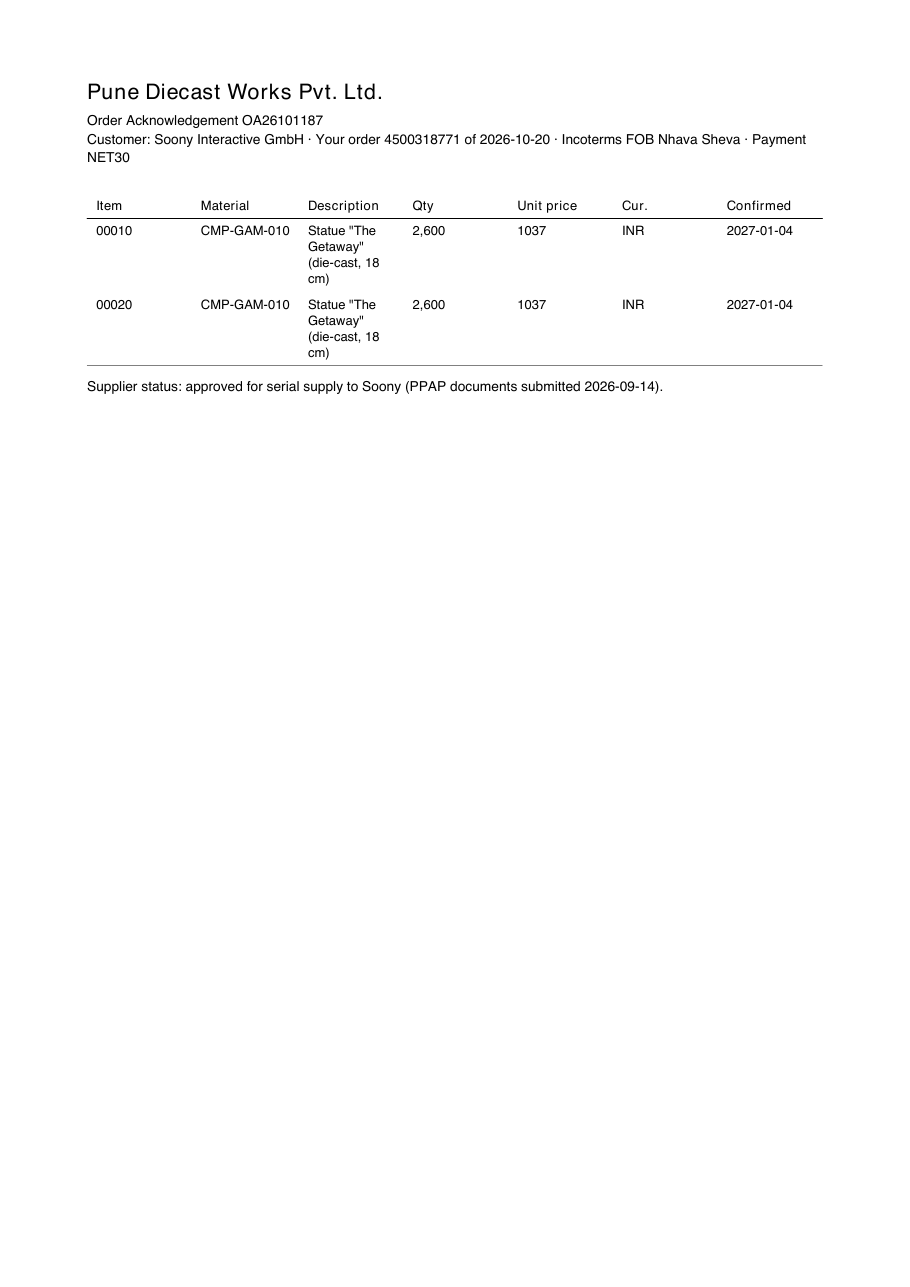 Pune Diecast Works Pvt. Ltd.
Order Acknowledgement OA26101187
Customer: Soony Interactive GmbH · Your order 4500318771 of 2026-10-20 · Incoterms FOB Nhava Sheva · Payment
NET30
Item Material Description Qty Unit price Cur. Confirmed
00010 CMP-GAM-010 Statue "The 2,600 1037 INR 2027-01-04
Getaway"
(die-cast, 18
cm)
00020 CMP-GAM-010 Statue "The 2,600 1037 INR 2027-01-04
Getaway"
(die-cast, 18
cm)
Supplier status: approved for serial supply to Soony (PPAP documents submitted 2026-09-14).